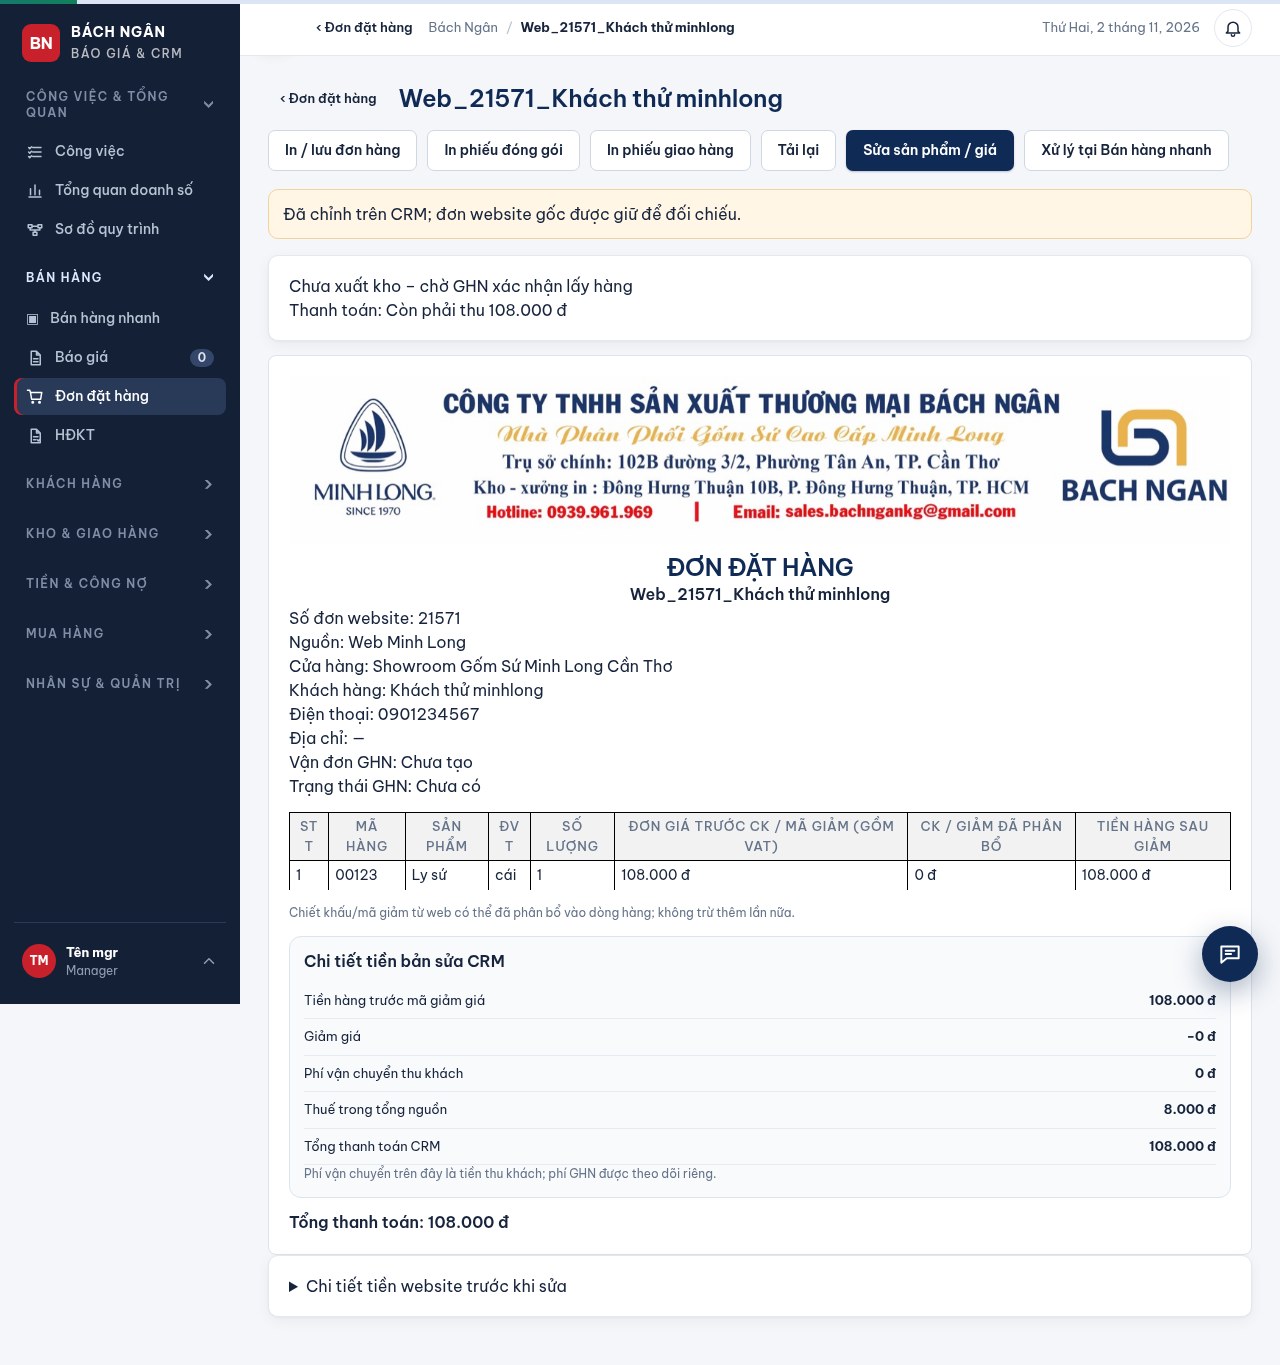 BN
BÁCH NGÂN
BÁO GIÁ & CRM
CÔNG VIỆC & TỔNG QUAN
Công việc
Tổng quan doanh số
Sơ đồ quy trình
BÁN HÀNG
Bán hàng nhanh
Báo giá
0
Đơn đặt hàng
HĐKT
KHÁCH HÀNG
KHO & GIAO HÀNG
TIỀN & CÔNG NỢ
MUA HÀNG
NHÂN SỰ & QUẢN TRỊ
TM
Tên mgr
Manager
‹ Đơn đặt hàng
Bách Ngân / Web_21571_Khách thử minhlong
Thứ Hai, 2 tháng 11, 2026
‹ Đơn đặt hàng
Web_21571_Khách thử minhlong
In / lưu đơn hàng
In phiếu đóng gói
In phiếu giao hàng
Tải lại
Sửa sản phẩm / giá
Xử lý tại Bán hàng nhanh
Đã chỉnh trên CRM; đơn website gốc được giữ để đối chiếu.
Chưa xuất kho – chờ GHN xác nhận lấy hàng
Thanh toán: Còn phải thu 108.000 đ
MINH LONG
SINCE 1970
CÔNG TY TNHH SẢN XUẤT THƯƠNG MẠI BÁCH NGÂN
Nhà Phân Phối Gốm Sứ Cao Cấp Minh Long
Trụ sở chính: 102B đường 3/2, Phường Tân An, TP. Cần Thơ
Kho - xưởng in : Đông Hưng Thuận 10B, P. Đông Hưng Thuận, TP. HCM
Hotline: 0939.961.969 | Email: sales.bachngankg@gmail.com
BACH NGAN
ĐƠN ĐẶT HÀNG
Web_21571_Khách thử minhlong
Số đơn website: 21571
Nguồn: Web Minh Long
Cửa hàng: Showroom Gốm Sứ Minh Long Cần Thơ
Khách hàng: Khách thử minhlong
Điện thoại: 0901234567
Địa chỉ: —
Vận đơn GHN: Chưa tạo
Trạng thái GHN: Chưa có
STT
MÃ HÀNG
SẢN PHẨM
ĐVT
SỐ LƯỢNG
ĐƠN GIÁ TRƯỚC CK / MÃ GIẢM (GỒM VAT)
CK / GIẢM ĐÃ PHÂN BỔ
TIỀN HÀNG SAU GIẢM
1
00123
Ly sứ
cái
1
108.000 đ
0 đ
108.000 đ
Chiết khấu/mã giảm từ web có thể đã phân bổ vào dòng hàng; không trừ thêm lần nữa.
Chi tiết tiền bản sửa CRM
Tiền hàng trước mã giảm giá 108.000 đ
Giảm giá −0 đ
Phí vận chuyển thu khách 0 đ
Thuế trong tổng nguồn 8.000 đ
Tổng thanh toán CRM 108.000 đ
Phí vận chuyển trên đây là tiền thu khách; phí GHN được theo dõi riêng.
Tổng thanh toán: 108.000 đ
Chi tiết tiền website trước khi sửa